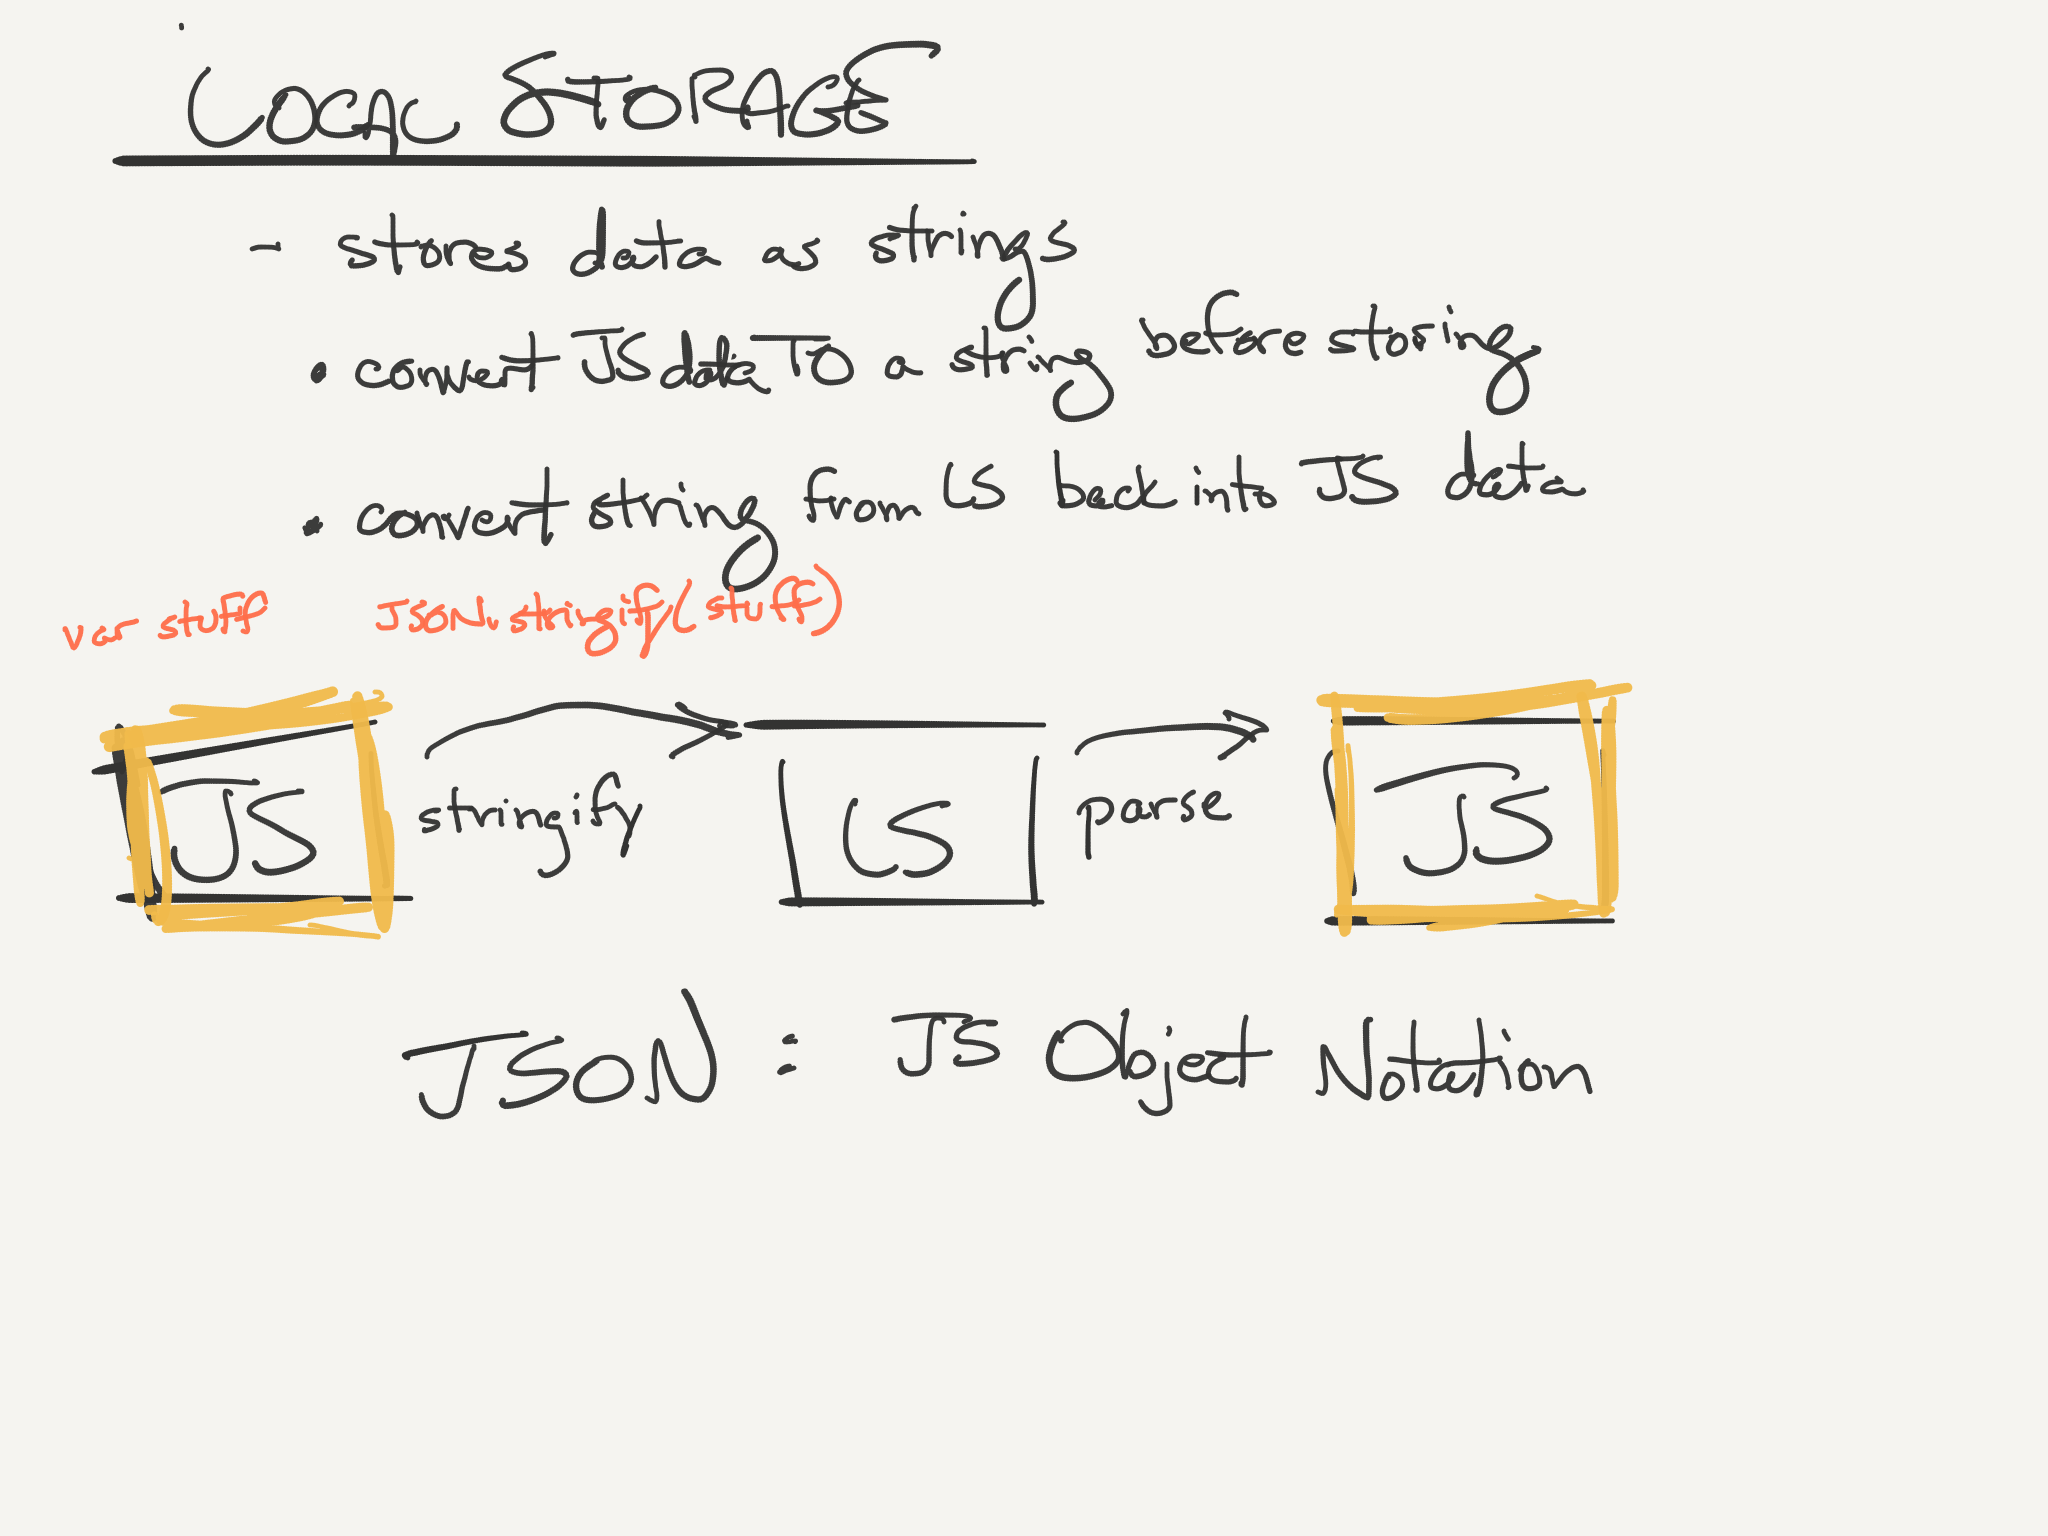 LOCAL STORAGE
- stores data as strings
• convert JS data TO a string before storing
• convert string from LS back into JS data
var stuff JSON.stringify(stuff)
JS stringify LS parse JS
JSON : JS Object Notation